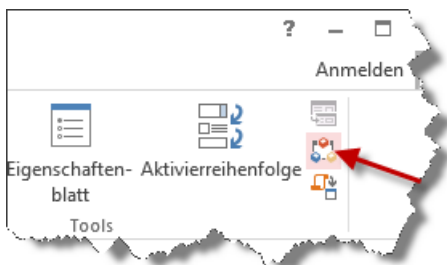 ?
Anmelden
Eigenschaften- Aktivierreihenfolge
blatt
Tools